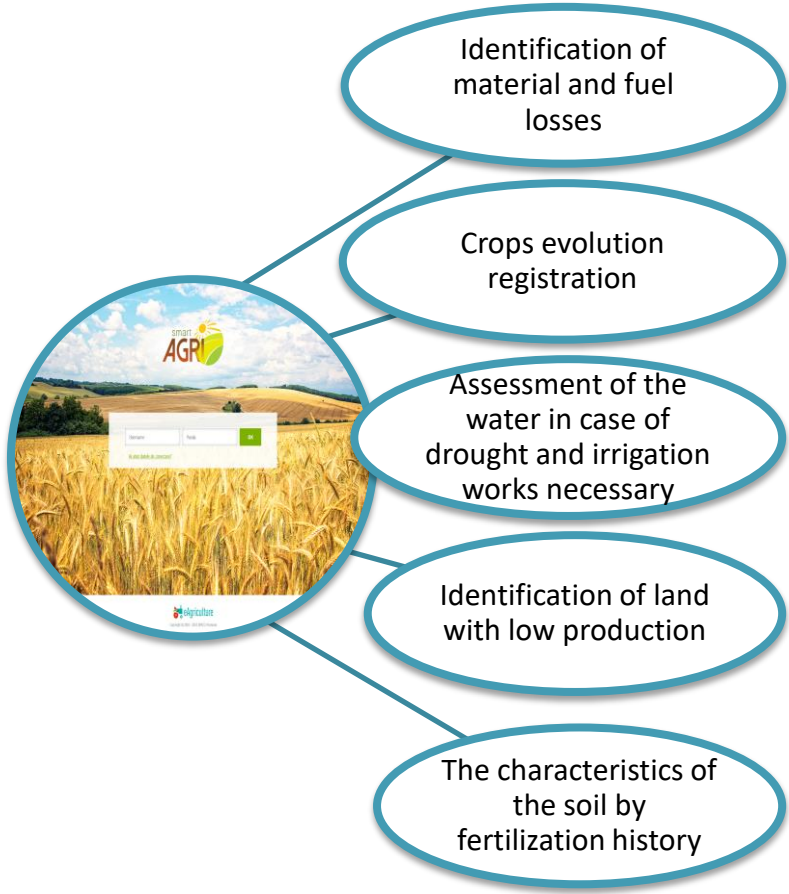 Identification of
material and fuel
losses
Crops evolution
registration
smart
AGRI
OK
Assessment of the
water in case of
drought and irrigation
works necessary
eAgriculture
Identification of land
with low production
The characteristics of
the soil by
fertilization history